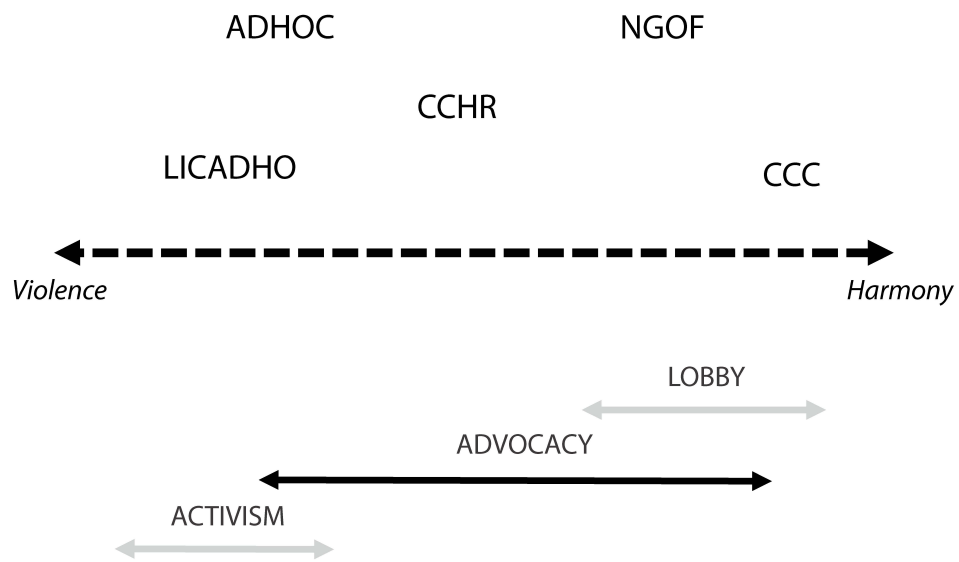 ADHOC
NGOF
CCHR
LICADHO
CCC
Violence
Harmony
LOBBY
ADVOCACY
ACTIVISM